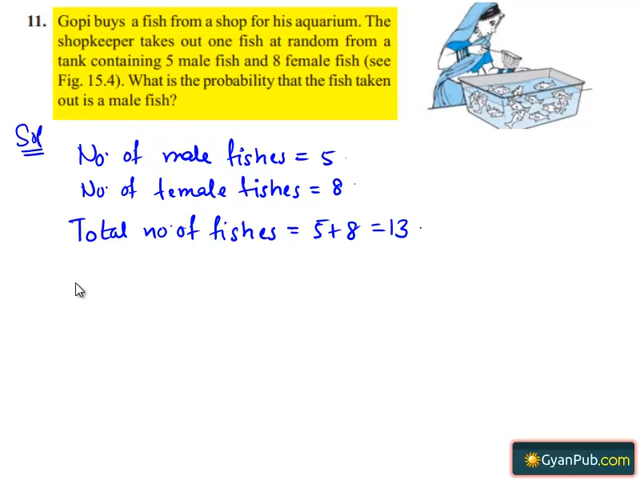 11. Gopi buys a fish from a shop for his aquarium. The
shopkeeper takes out one fish at random from a
tank containing 5 male fish and 8 female fish (see
Fig. 15.4). What is the probability that the fish taken
out is a male fish?
Sol
No. of male fishes = 5
No. of female fishes = 8
Total no. of fishes = 5+8 = 13
GyanPub.com